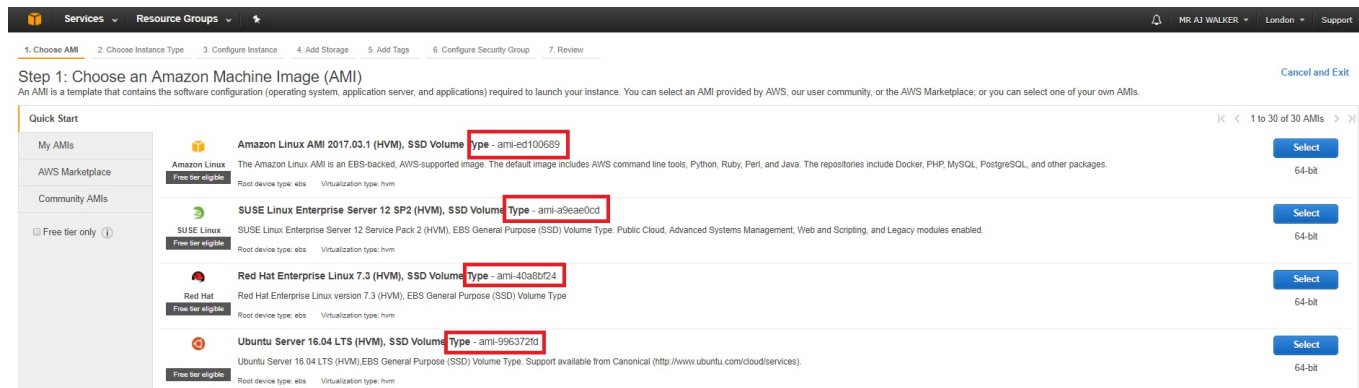 Services Resource Groups MR AJ WALKER London Support
1. Choose AMI 2. Choose Instance Type 3. Configure Instance 4. Add Storage 5. Add Tags 6. Configure Security Group 7. Review
Step 1: Choose an Amazon Machine Image (AMI)
Cancel and Exit
An AMI is a template that contains the software configuration (operating system, application server, and applications) required to launch your instance. You can select an AMI provided by AWS, our user community, or the AWS Marketplace; or you can select one of your own AMIs.
Quick Start
My AMIs
AWS Marketplace
Community AMIs
Free tier only
1 to 30 of 30 AMIs
Amazon Linux AMI 2017.03.1 (HVM), SSD Volume Type - ami-ed100689
Amazon Linux
Free tier eligible
The Amazon Linux AMI is an EBS-backed, AWS-supported image. The default image includes AWS command line tools, Python, Ruby, Perl, and Java. The repositories include Docker, PHP, MySQL, PostgreSQL, and other packages.
Root device type: ebs Virtualization type: hvm
Select
64-bit
SUSE Linux Enterprise Server 12 SP2 (HVM), SSD Volume Type - ami-a9eae0cd
SUSE Linux
Free tier eligible
SUSE Linux Enterprise Server 12 Service Pack 2 (HVM), EBS General Purpose (SSD) Volume Type. Public Cloud, Advanced Systems Management, Web and Scripting, and Legacy modules enabled.
Root device type: ebs Virtualization type: hvm
Select
64-bit
Red Hat Enterprise Linux 7.3 (HVM), SSD Volume Type - ami-40a8bf24
Red Hat
Free tier eligible
Red Hat Enterprise Linux version 7.3 (HVM), EBS General Purpose (SSD) Volume Type
Root device type: ebs Virtualization type: hvm
Select
64-bit
Ubuntu Server 16.04 LTS (HVM), SSD Volume Type - ami-996372fd
Free tier eligible
Ubuntu Server 16.04 LTS (HVM),EBS General Purpose (SSD) Volume Type. Support available from Canonical (http://www.ubuntu.com/cloud/services).
Root device type: ebs Virtualization type: hvm
Select
64-bit